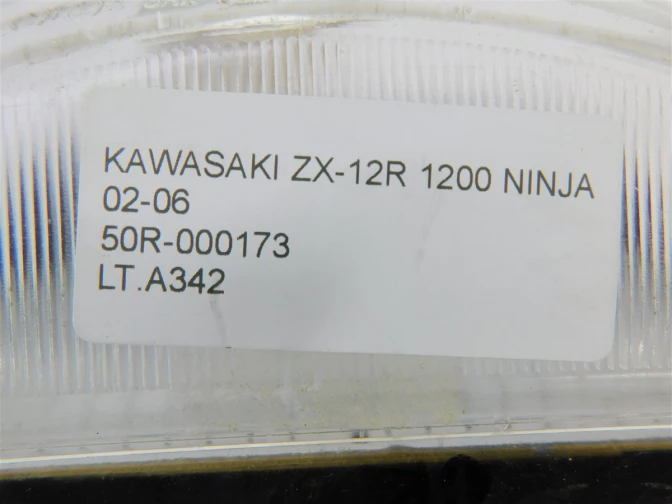 KAWASAKI ZX-12R 1200 NINJA
02-06
50R-000173
LT.A342